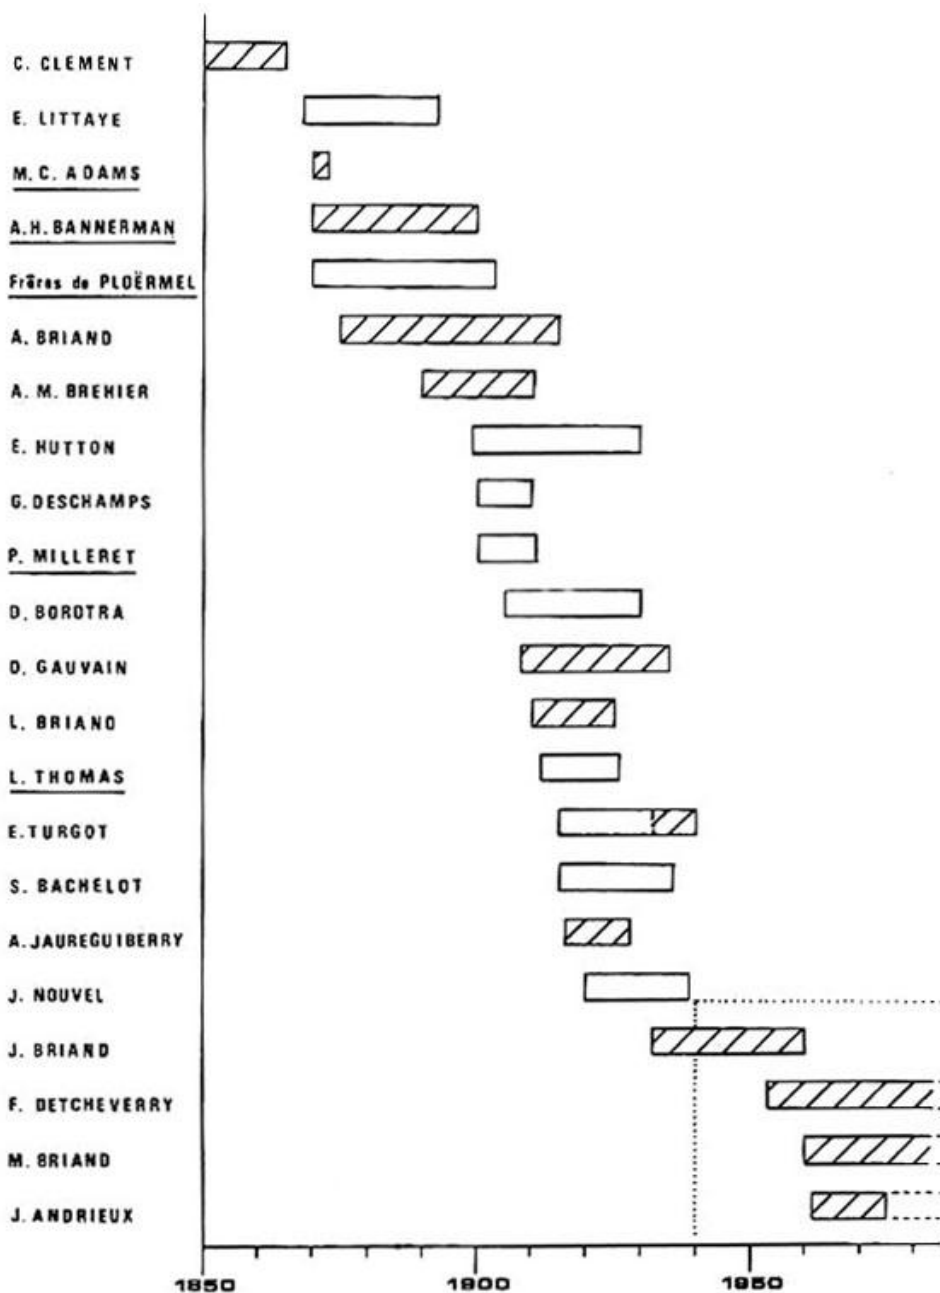 C. CLEMENT
E. LITTAYE
M. C. ADAMS
A.H. BANNERMAN
Frères de PLOËRMEL
A. BRIAND
A. M. BREHIER
E. HUTTON
G. DESCHAMPS
P. MILLERET
D. BOROTRA
D. GAUVAIN
L. BRIAND
L. THOMAS
E. TURGOT
S. BACHELOT
A. JAUREGUIBERRY
J. NOUVEL
J. BRIAND
F. DETCHEVERRY
M. BRIAND
J. ANDRIEUX
1850 1900 1950